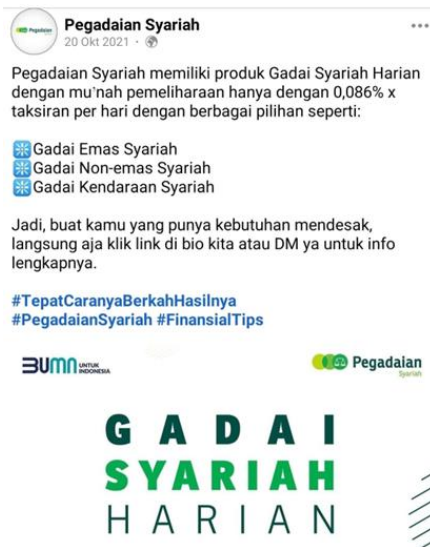 Pegadaian
Pegadaian Syariah
20 Okt 2021 ·
Pegadaian Syariah memiliki produk Gadai Syariah Harian
dengan mu'nah pemeliharaan hanya dengan 0,086% x
taksiran per hari dengan berbagai pilihan seperti:
Gadai Emas Syariah
Gadai Non-emas Syariah
Gadai Kendaraan Syariah
Jadi, buat kamu yang punya kebutuhan mendesak,
langsung aja klik link di bio kita atau DM ya untuk info
lengkapnya.
#TepatCaranyaBerkahHasilnya
#PegadaianSyariah #FinansialTips
BUMN UNTUK
INDONESIA
Pegadaian
Syariah
GADAI
SYARIAH
HARIAN